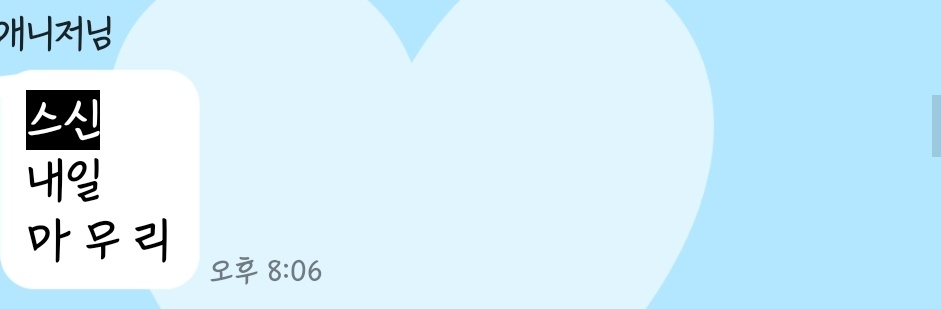 개니저님
스신
내일
마 무 리
오후 8:06